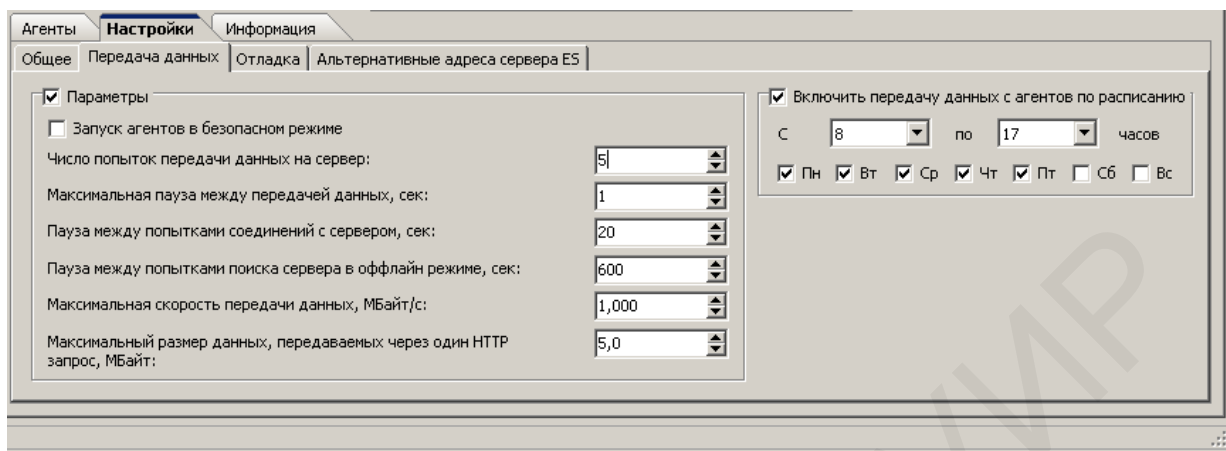 Агенты Настройки Информация
Общее Передача данных Отладка Альтернативные адреса сервера ES
Параметры
Запуск агентов в безопасном режиме
Число попыток передачи данных на сервер: 5
Максимальная пауза между передачей данных, сек: 1
Пауза между попытками соединений с сервером, сек: 20
Пауза между попытками поиска сервера в оффлайн режиме, сек: 600
Максимальная скорость передачи данных, МБайт/с: 1,000
Максимальный размер данных, передаваемых через один HTTP 5,0
запрос, МБайт:
Включить передачу данных с агентов по расписанию
С 8 по 17 часов
Пн Вт Ср Чт Пт Сб Вс